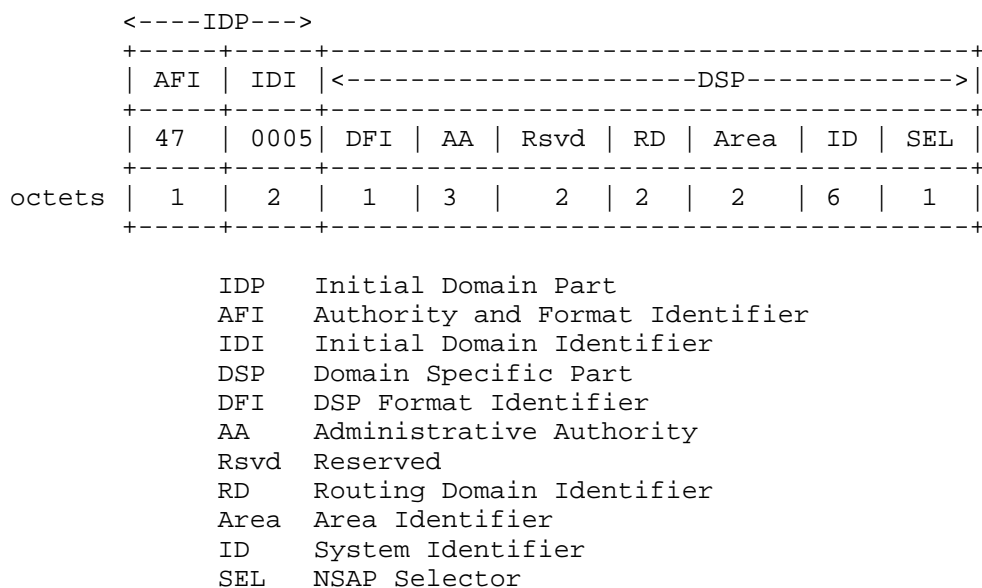 <----IDP--->
+-----+-----+----------------------------------------+
| AFI | IDI |<----------------------DSP------------->|
+-----+-----+----------------------------------------+
| 47 | 0005| DFI | AA | Rsvd | RD | Area | ID | SEL |
+-----+-----+----------------------------------------+
octets | 1 | 2 | 1 | 3 | 2 | 2 | 2 | 6 | 1 |
+-----+-----+----------------------------------------+
IDP Initial Domain Part
AFI Authority and Format Identifier
IDI Initial Domain Identifier
DSP Domain Specific Part
DFI DSP Format Identifier
AA Administrative Authority
Rsvd Reserved
RD Routing Domain Identifier
Area Area Identifier
ID System Identifier
SEL NSAP Selector